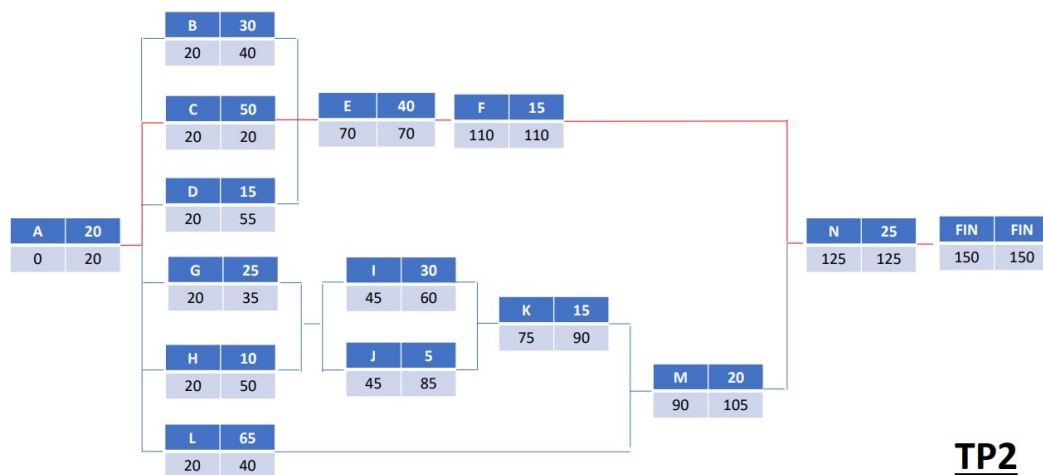 B 30
20 40
C 50
20 20
E 40
70 70
F 15
110 110
D 15
20 55
A 20
0 20
N 25
125 125
FIN FIN
150 150
G 25
20 35
I 30
45 60
K 15
75 90
H 10
20 50
J 5
45 85
M 20
90 105
L 65
20 40
TP2